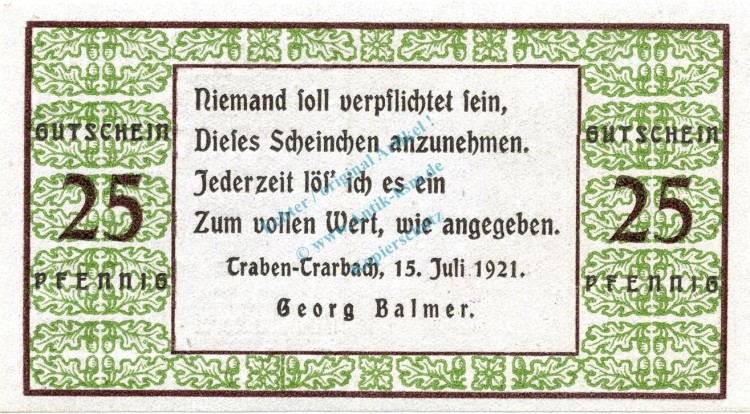 GUTSCHEIN
25
PFENNIG
Niemand soll verpflichtet sein,
Dieses Scheinchen anzunehmen.
Jederzeit lös' ich es ein
Zum vollen Wert, wie angegeben.
Traben-Trarbach, 15. Juli 1921.
Georg Balmer.
GUTSCHEIN
25
PFENNIG